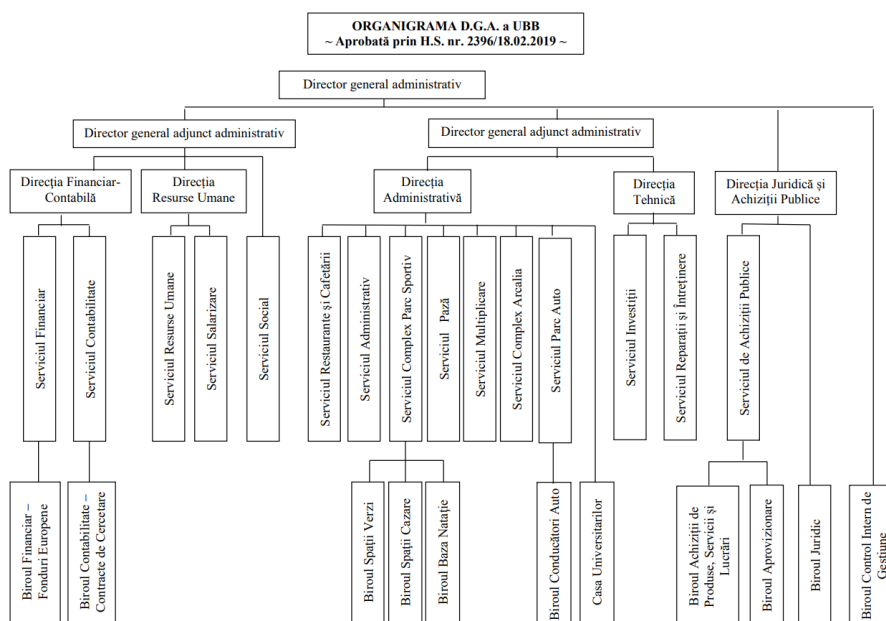 ORGANIGRAMA D.G.A. a UBB
~ Aprobată prin H.S. nr. 2396/18.02.2019 ~
Director general administrativ
Director general adjunct administrativ
Director general adjunct administrativ
Direcția Financiar-
Contabilă
Direcția
Resurse Umane
Direcția
Administrativă
Direcția
Tehnică
Direcția Juridică și
Achiziții Publice
Serviciul Financiar
Serviciul Contabilitate
Serviciul Resurse Umane
Serviciul Salarizare
Serviciul Social
Serviciul Restaurante și Cafetării
Serviciul Administrativ
Serviciul Complex Parc Sportiv
Serviciul Pază
Serviciul Multiplicare
Serviciul Complex Arcalia
Serviciul Parc Auto
Serviciul Investiții
Serviciul Reparații și Întreținere
Serviciul de Achiziții Publice
Biroul Financiar –
Fonduri Europene
Biroul Contabilitate –
Contracte de Cercetare
Biroul Spații Verzi
Biroul Spații Cazare
Biroul Baza Natație
Biroul Conducători Auto
Casa Universitarilor
Biroul Achiziții de
Produse, Servicii și
Lucrări
Biroul Aprovizionare
Biroul Juridic
Biroul Control Intern de
Gestiune